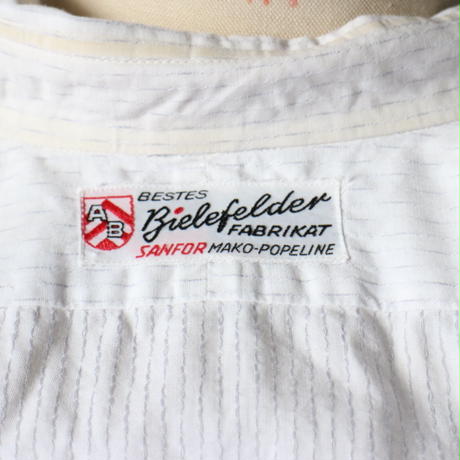 AB
BESTES
Bielefelder
FABRIKAT
SANFOR MAKO-POPELINE